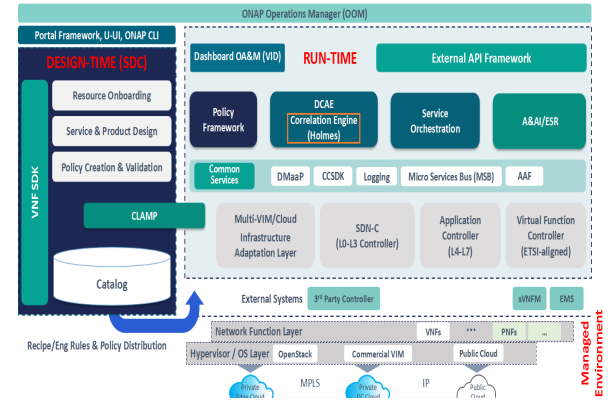 ONAP Operations Manager (OOM)
Portal Framework, U-UI, ONAP CLI
DESIGN-TIME (SDC)
VNF SDK
Resource Onboarding
Service & Product Design
Policy Creation & Validation
CLAMP
Catalog
Recipe/Eng Rules & Policy Distribution
Dashboard OA&M (VID)
RUN-TIME
External API Framework
Policy
Framework
DCAE
Correlation Engine
(Holmes)
Service
Orchestration
A&AI/ESR
Common
Services
DMaaP
CCSDK
Logging
Micro Services Bus (MSB)
AAF
Multi-VIM/Cloud
Infrastructure
Adaptation Layer
SDN-C
(L0-L3 Controller)
Application
Controller
(L4-L7)
Virtual Function
Controller
(ETSI-aligned)
External Systems
3rd Party Controller
sVNFM
EMS
Network Function Layer
VNFs
•••
PNFs
...
Hypervisor / OS Layer
OpenStack
Commercial VIM
Public Cloud
Private
Edge Cloud
MPLS
Private
DC Cloud
IP
Public
Cloud
Managed
Environment